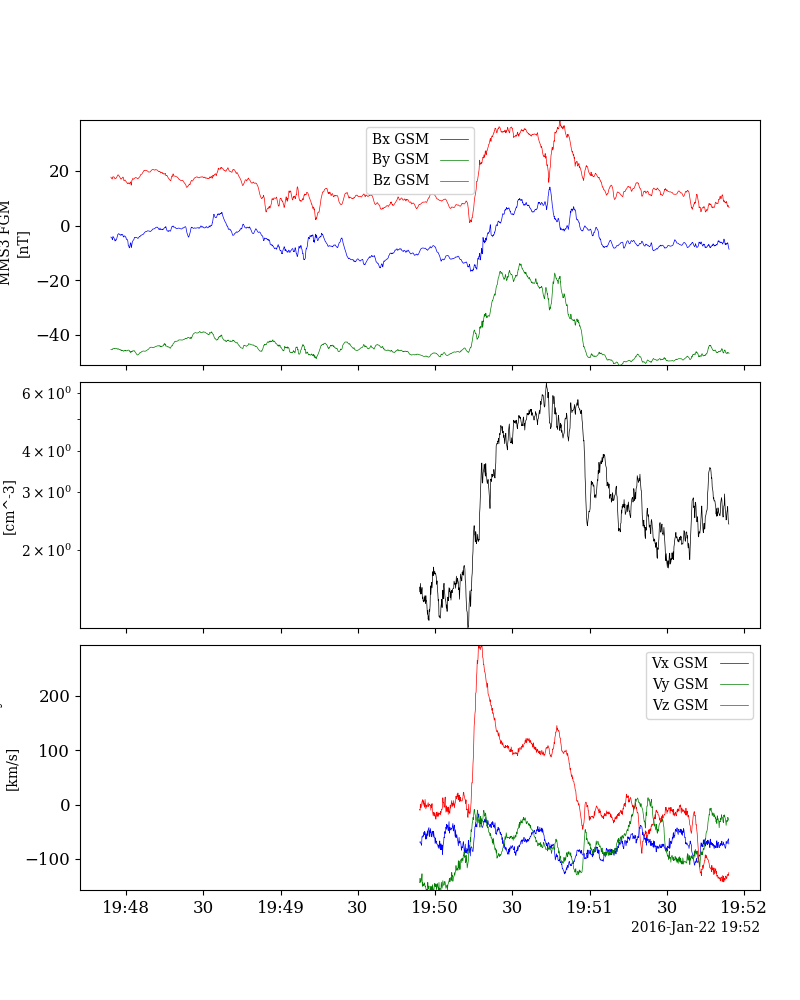 Bx GSM
By GSM
Bz GSM
20
0
−20
−40
MMS3 FGM
[nT]
6 × 10⁰
4 × 10⁰
3 × 10⁰
2 × 10⁰
[cm^-3]
Vx GSM
Vy GSM
Vz GSM
200
100
0
−100
[km/s]
19:48
30
19:49
30
19:50
30
19:51
30
19:52
2016-Jan-22 19:52